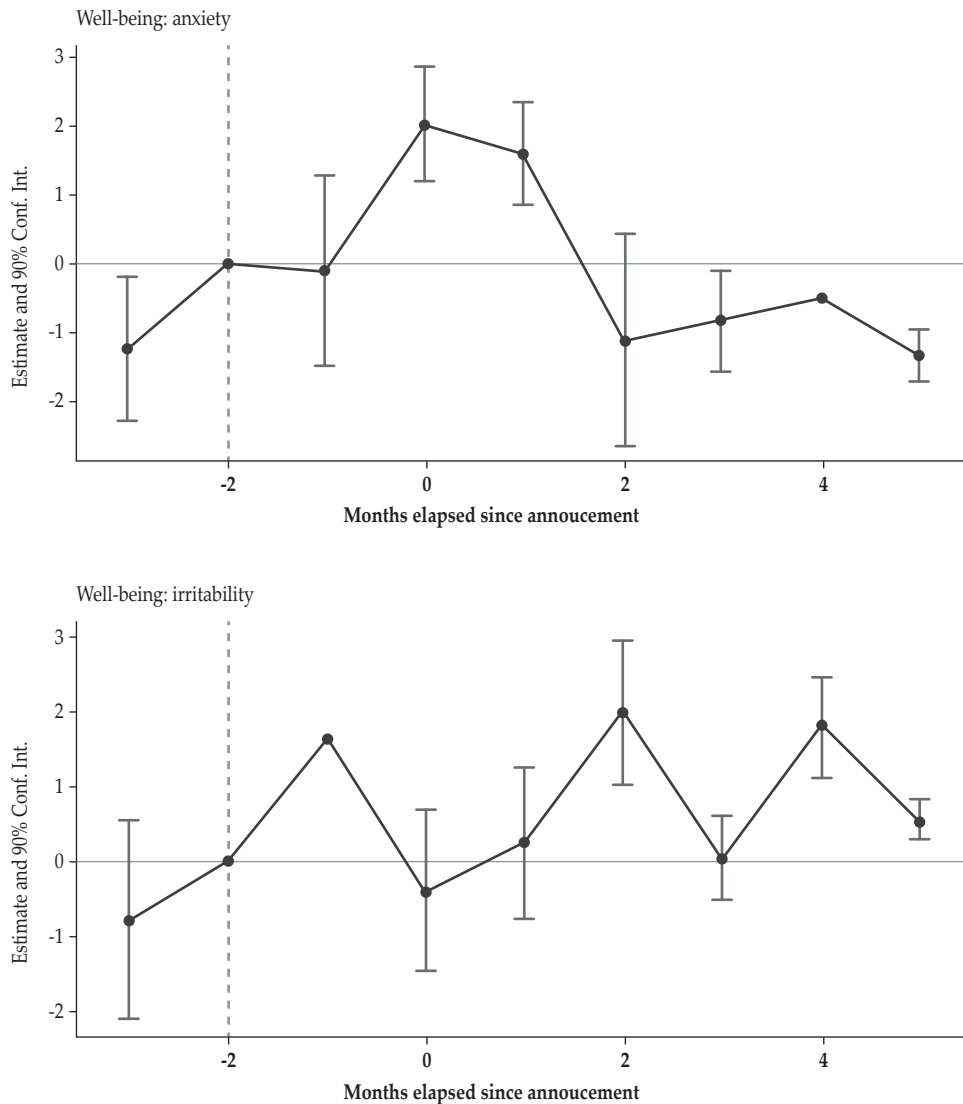 Well-being: anxiety
3
2
1
0
-1
-2
Estimate and 90% Conf. Int.
-2 0 2 4
Months elapsed since annoucement
Well-being: irritability
3
2
1
0
-1
-2
Estimate and 90% Conf. Int.
-2 0 2 4
Months elapsed since annoucement